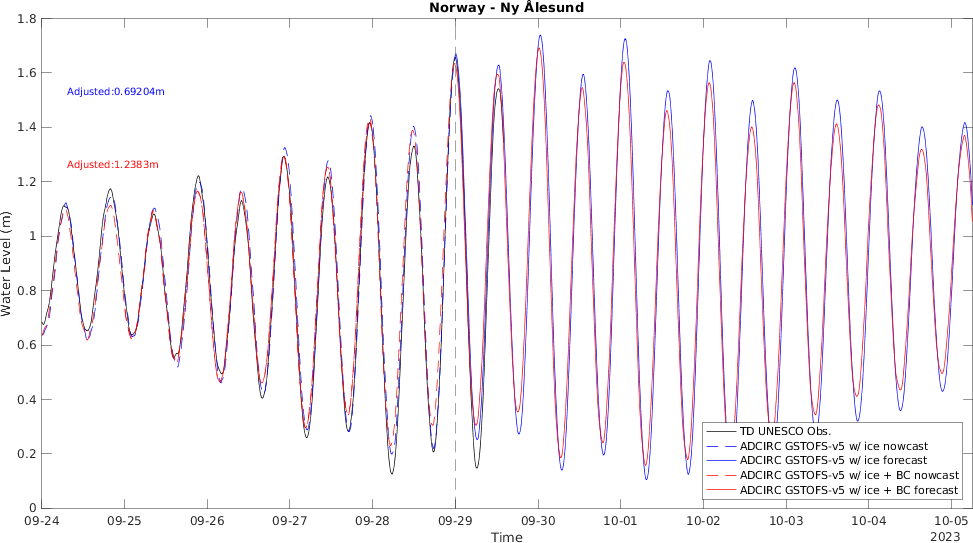 Norway - Ny Ålesund
1.8
1.6
1.4
1.2
1
0.8
0.6
0.4
0.2
0
Water Level (m)
Adjusted:0.69204m
Adjusted:1.2383m
TD UNESCO Obs.
ADCIRC GSTOFS-v5 w/ ice nowcast
ADCIRC GSTOFS-v5 w/ ice forecast
ADCIRC GSTOFS-v5 w/ ice + BC nowcast
ADCIRC GSTOFS-v5 w/ ice + BC forecast
09-24 09-25 09-26 09-27 09-28 09-29 09-30 10-01 10-02 10-03 10-04 10-05
2023
Time